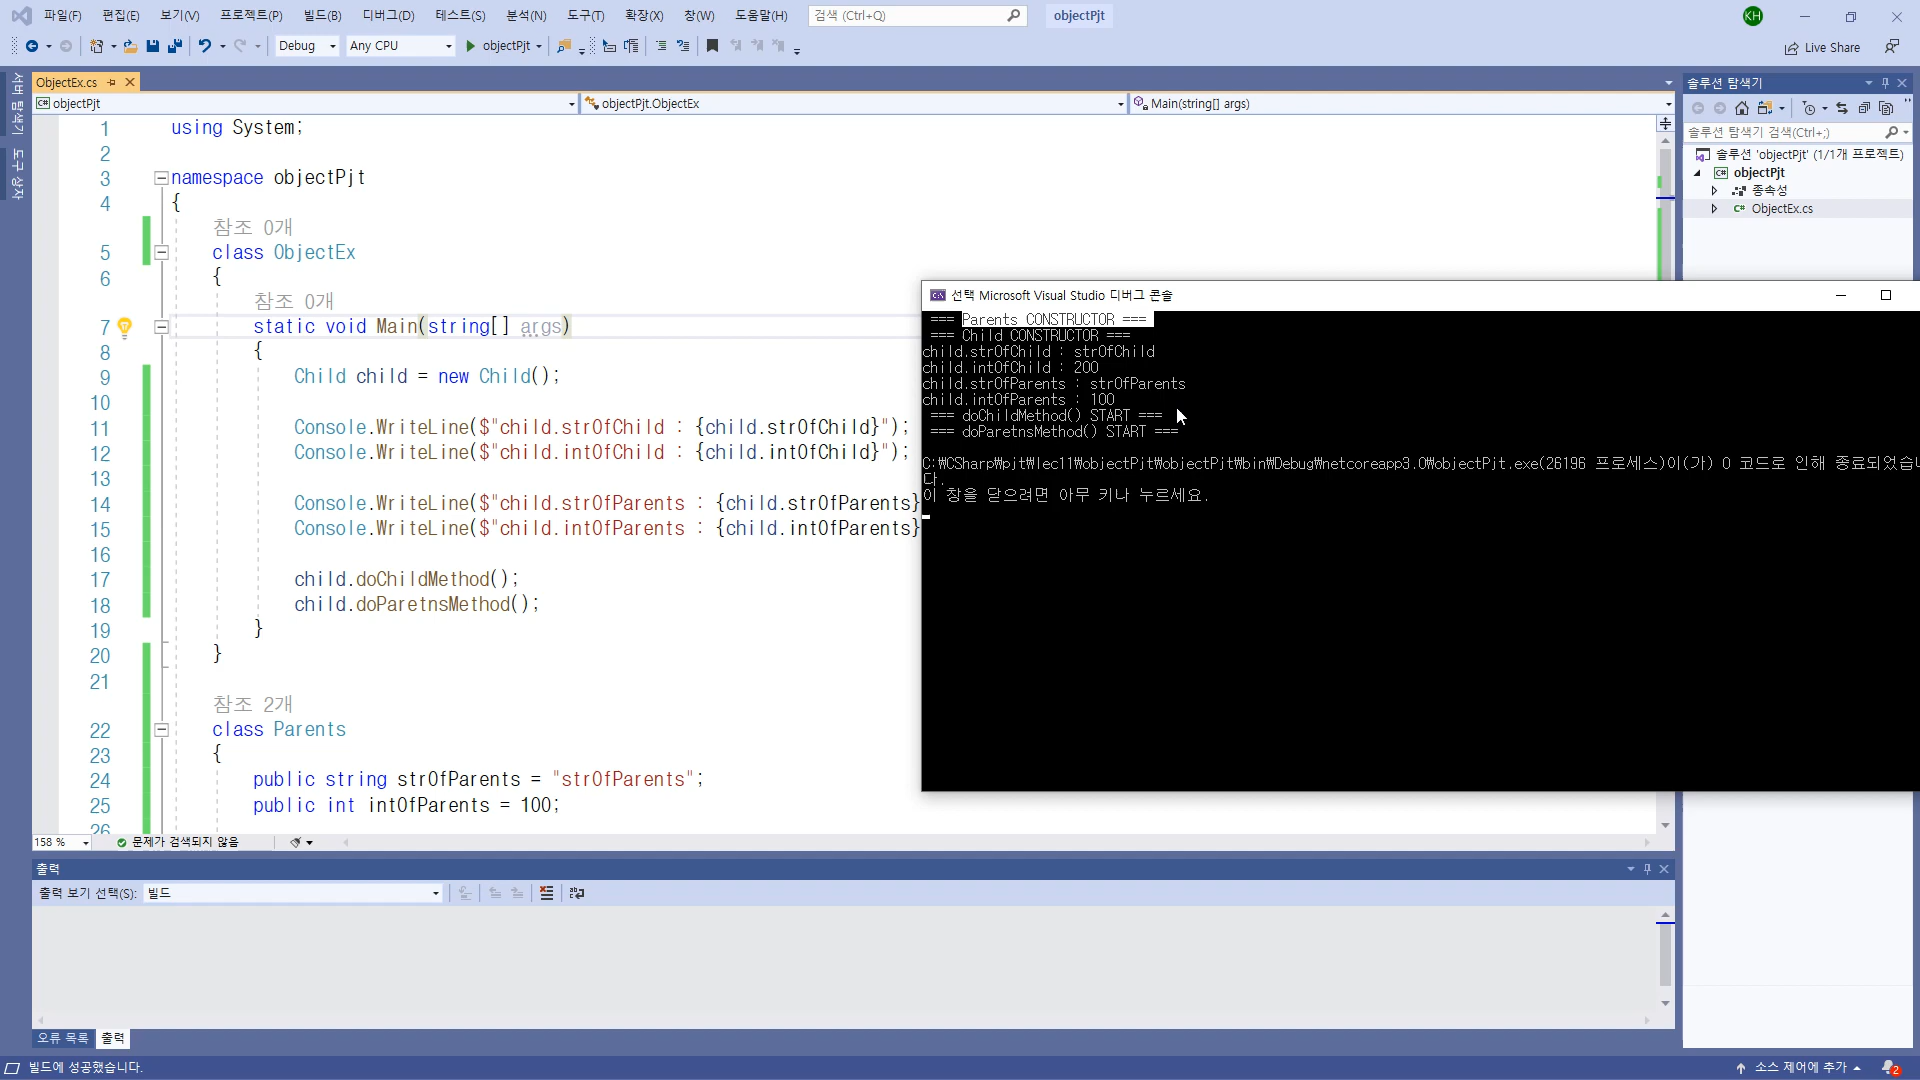 파일(F) 편집(E) 보기(V) 프로젝트(P) 빌드(B) 디버그(D) 테스트(S) 분석(N) 도구(T) 확장(X) 창(W) 도움말(H) 검색 (Ctrl+Q) objectPjt KH
Debug Any CPU objectPjt Live Share
서버 탐색기
도구 상자
ObjectEx.cs
objectPjt objectPjt.ObjectEx Main(string[] args)
1 using System;
2
3 namespace objectPjt
4 {
참조 0개
5 class ObjectEx
6 {
참조 0개
7 static void Main(string[] args)
8 {
9 Child child = new Child();
10
11 Console.WriteLine($"child.strOfChild : {child.strOfChild}");
12 Console.WriteLine($"child.intOfChild : {child.intOfChild}");
13
14 Console.WriteLine($"child.strOfParents : {child.strOfParents}
15 Console.WriteLine($"child.intOfParents : {child.intOfParents}
16
17 child.doChildMethod();
18 child.doParetnsMethod();
19 }
20 }
21
참조 2개
22 class Parents
23 {
24 public string strOfParents = "strOfParents";
25 public int intOfParents = 100;
26
158 % 문제가 검색되지 않음
솔루션 탐색기
솔루션 탐색기 검색(Ctrl+;)
솔루션 'objectPjt' (1/1개 프로젝트)
objectPjt
종속성
ObjectEx.cs
선택 Microsoft Visual Studio 디버그 콘솔
=== Parents CONSTRUCTOR ===
=== Child CONSTRUCTOR ===
child.strOfChild : strOfChild
child.intOfChild : 200
child.strOfParents : strOfParents
child.intOfParents : 100
=== doChildMethod() START ===
=== doParetnsMethod() START ===
C:₩CSharp₩pjt₩lec11₩objectPjt₩objectPjt₩bin₩Debug₩netcoreapp3.0₩objectPjt.exe(26196 프로세스)이(가) 0 코드로 인해 종료되었습니
다.
이 창을 닫으려면 아무 키나 누르세요.
출력
출력 보기 선택(S): 빌드
오류 목록 출력
빌드에 성공했습니다. 소스 제어에 추가 2